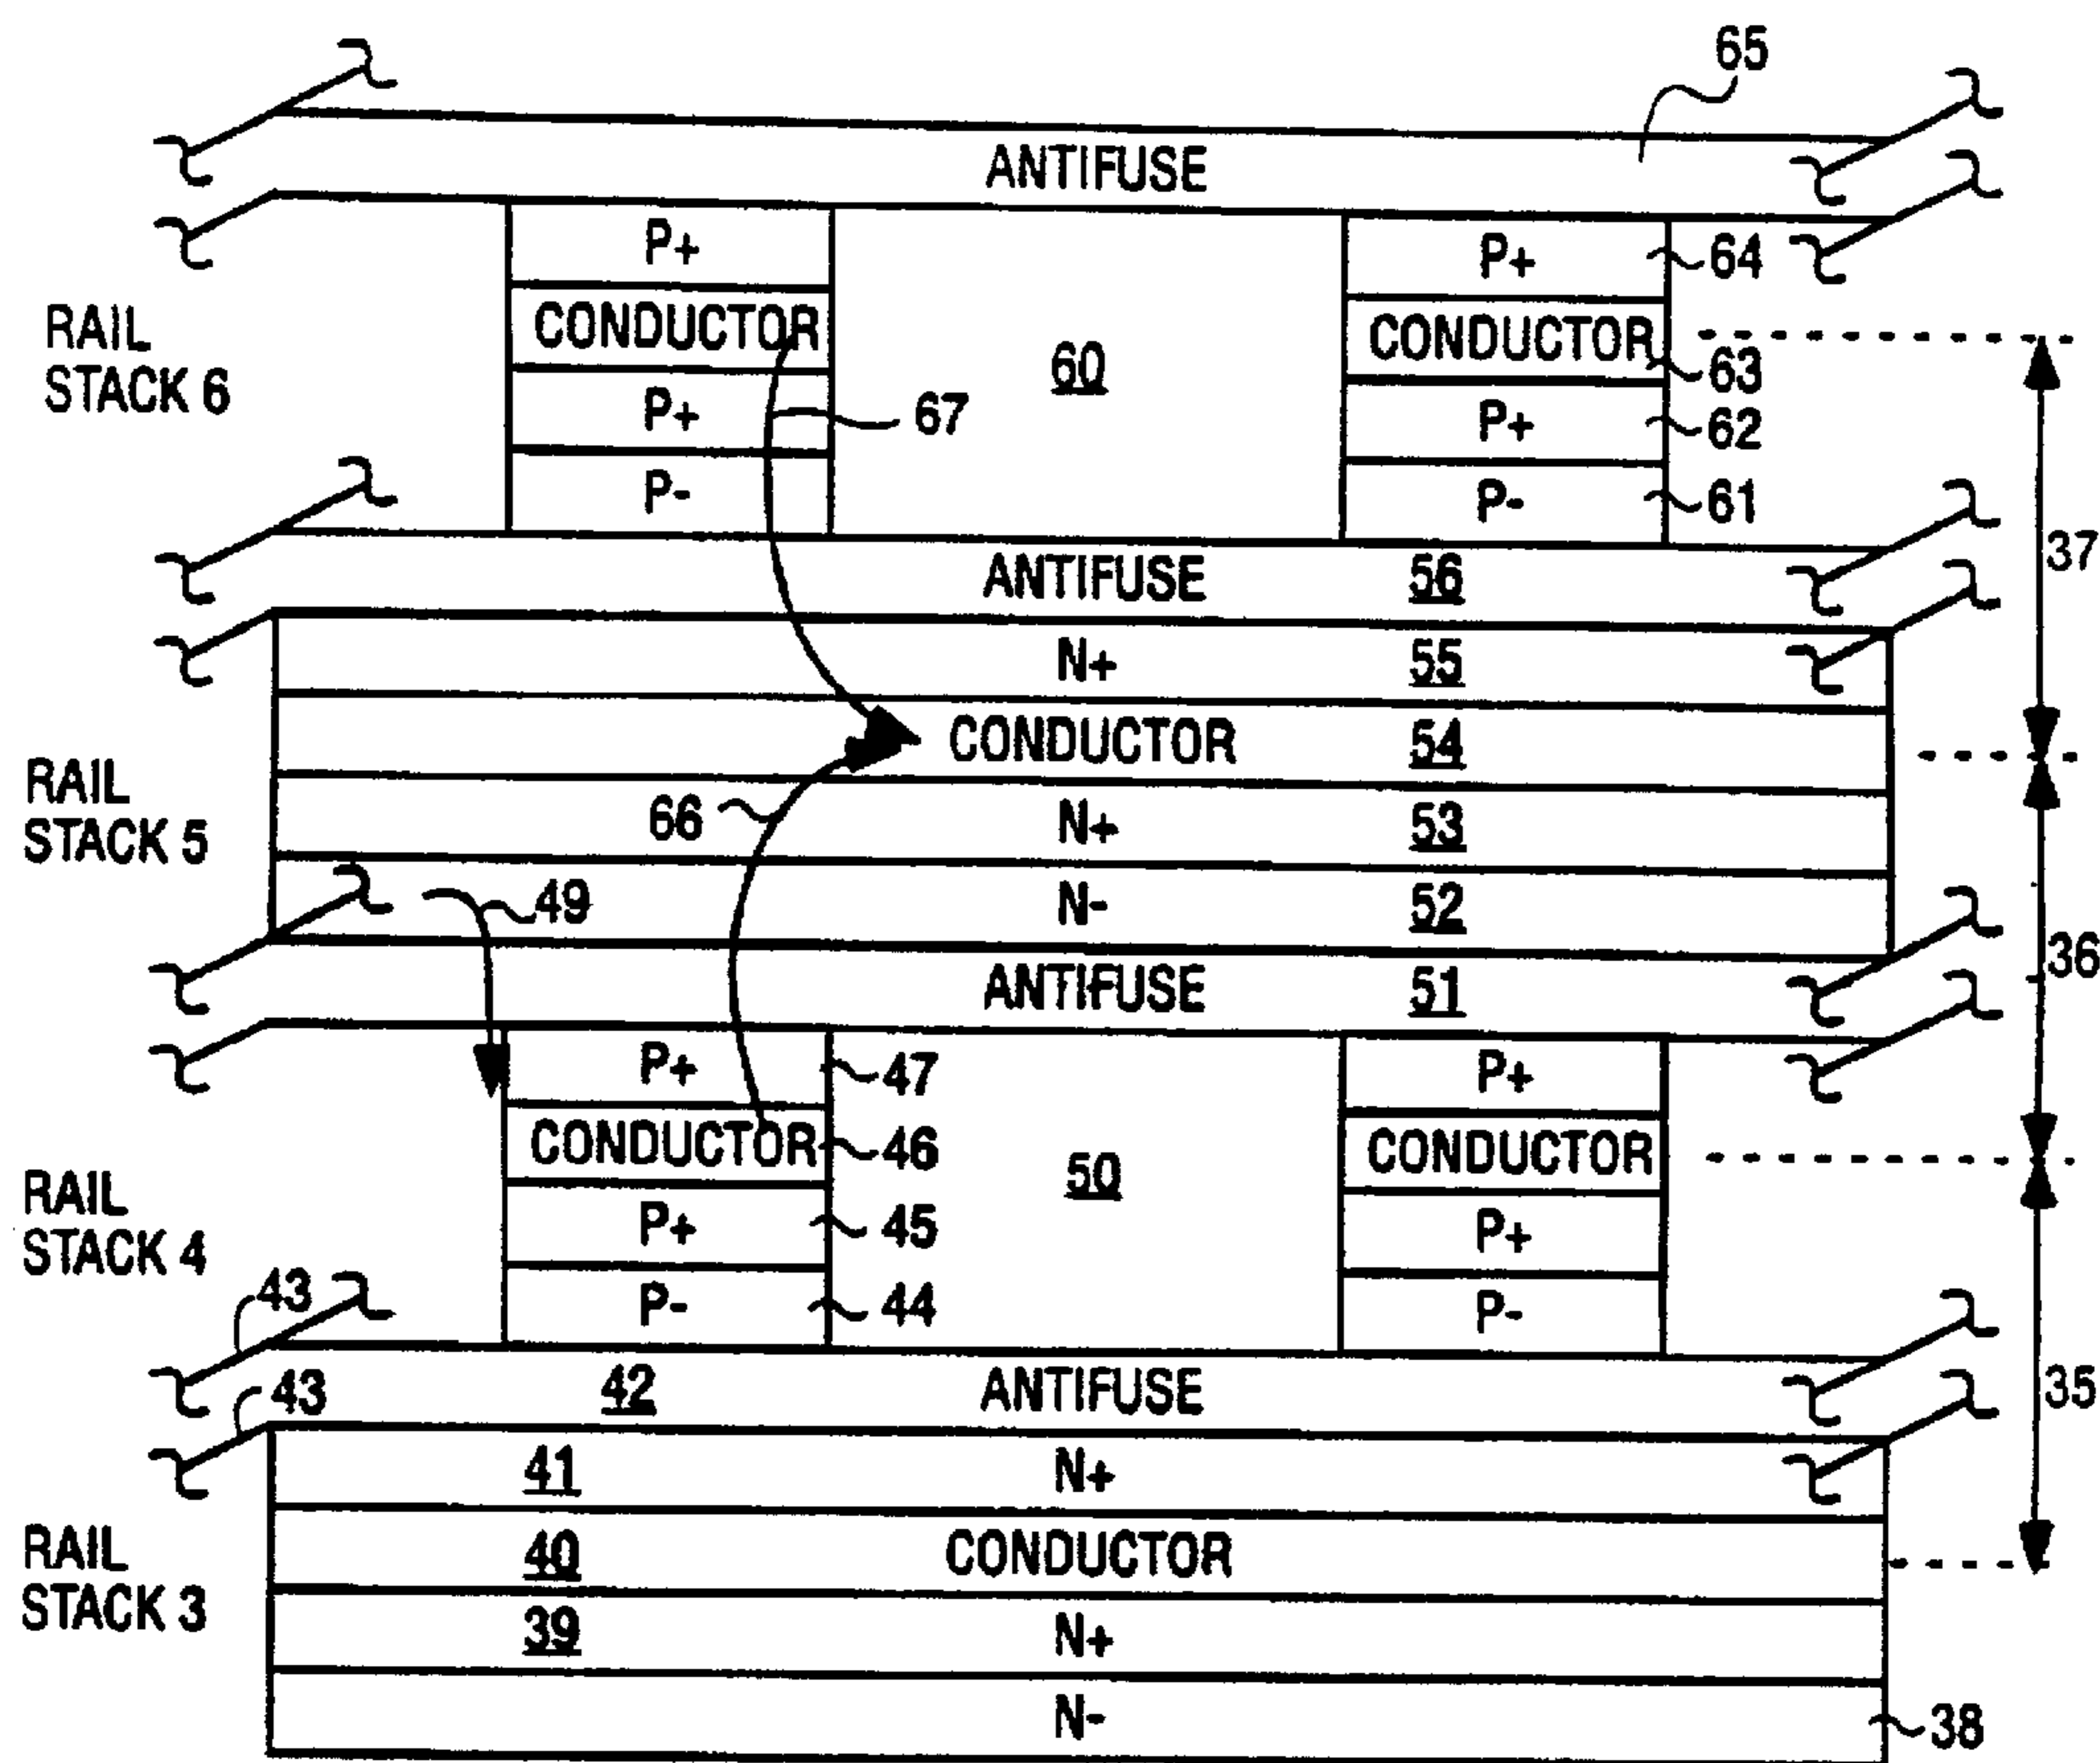 65
ANTIFUSE
P+
P+ 64
RAIL
STACK 6
CONDUCTOR
60
CONDUCTOR
63
P+ 67
P+ 62
P-
P- 61
37
ANTIFUSE 56
N+ 55
CONDUCTOR 54
RAIL
STACK 5
66 N+ 53
49 N- 52
36
ANTIFUSE 51
P+ 47
P+
CONDUCTOR 46
50
CONDUCTOR
RAIL
STACK 4
P+ 45
P+
43
P- 44
P-
43
42 ANTIFUSE
35
41 N+
RAIL
STACK 3
40 CONDUCTOR
39 N+
N- 38